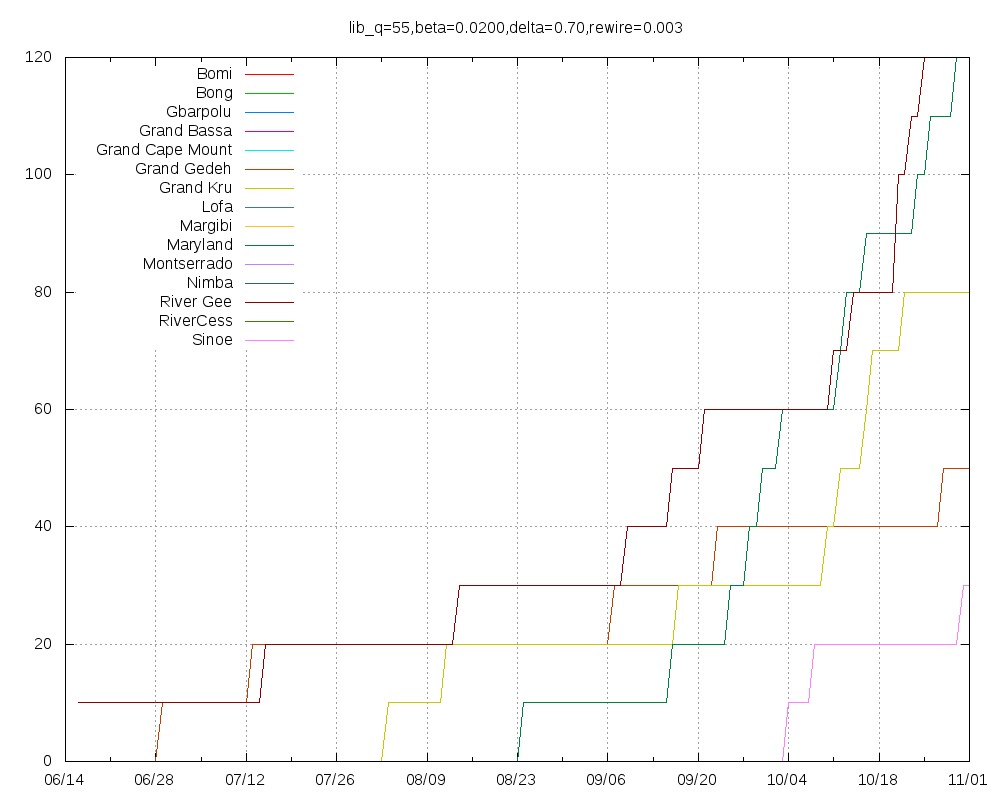 lib_q=55,beta=0.0200,delta=0.70,rewire=0.003
120
100
80
60
40
20
0
Bomi
Bong
Gbarpolu
Grand Bassa
Grand Cape Mount
Grand Gedeh
Grand Kru
Lofa
Margibi
Maryland
Montserrado
Nimba
River Gee
RiverCess
Sinoe
06/14 06/28 07/12 07/26 08/09 08/23 09/06 09/20 10/04 10/18 11/01